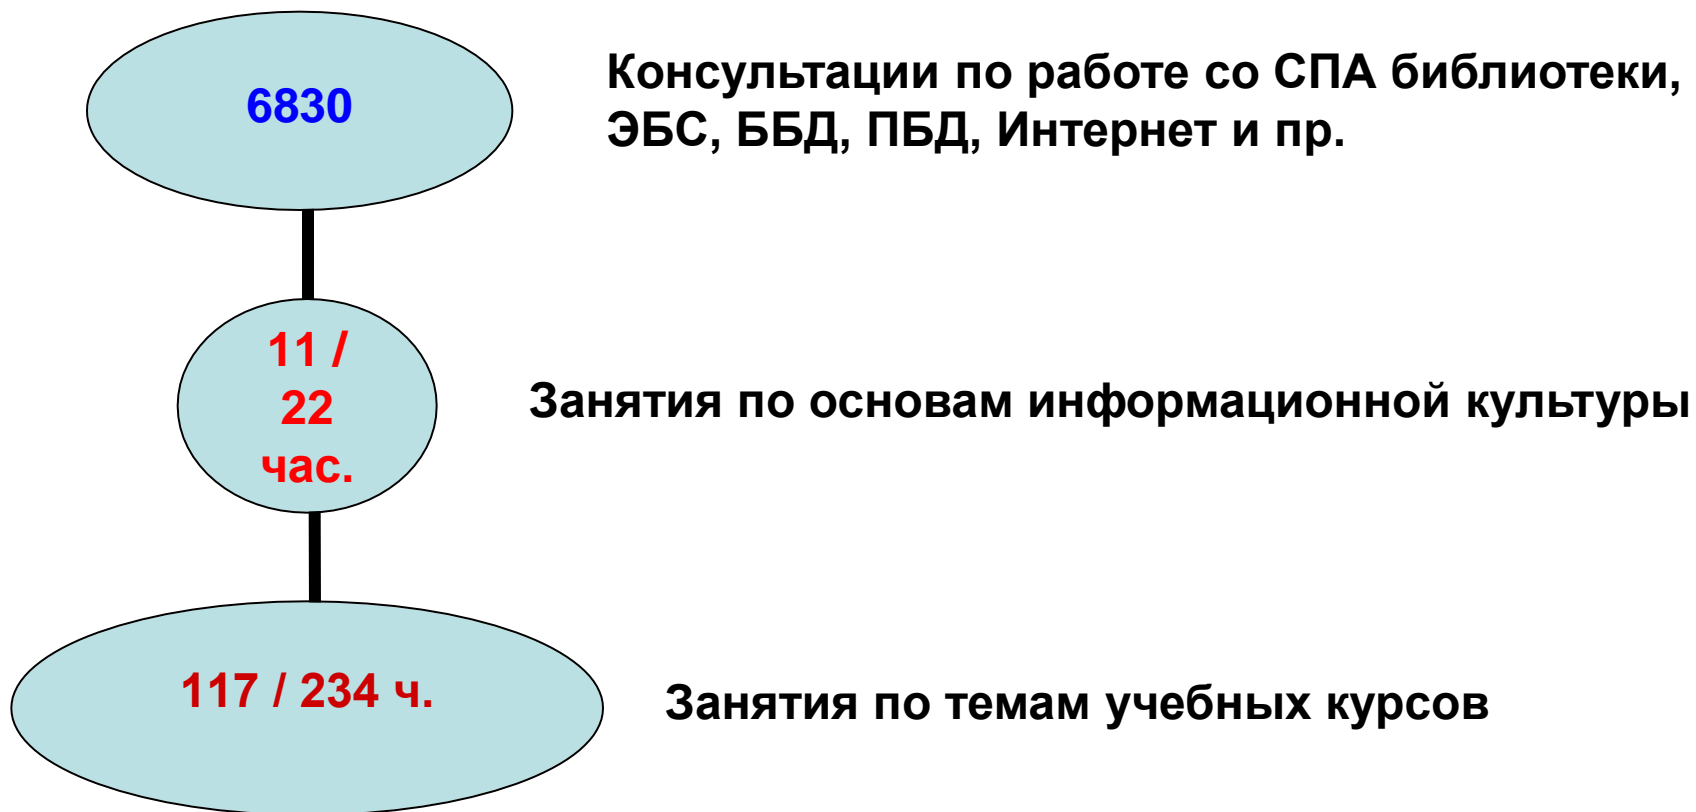 6830
Консультации по работе со СПА библиотеки,
ЭБС, ББД, ПБД, Интернет и пр.
11 /
22
час.
Занятия по основам информационной культуры
117 / 234 ч.
Занятия по темам учебных курсов